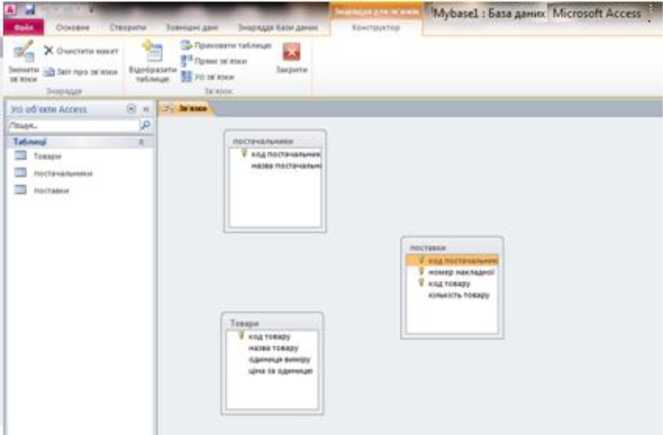 Знаряддя для зв'язків
Mybase1 : База даних Microsoft Access
Файл Основне Створити Зовнішні дані Знаряддя бази даних Конструктор
Змінити зв'язки
Очистити макет
Звіт про зв'язки
Знаряддя
Відобразити таблицю
Приховати таблицю
Прямі зв'язки
Усі зв'язки
Закрити
Зв'язок
Усі об'єкти Access
Пошук...
Таблиці
Товари
постачальники
поставки
Зв'язок
постачальники
код постачальник
назва постачальн
поставки
код постачальник
номер накладної
код товару
кількість товару
Товари
код товару
назва товару
одиниця виміру
ціна за одиницю